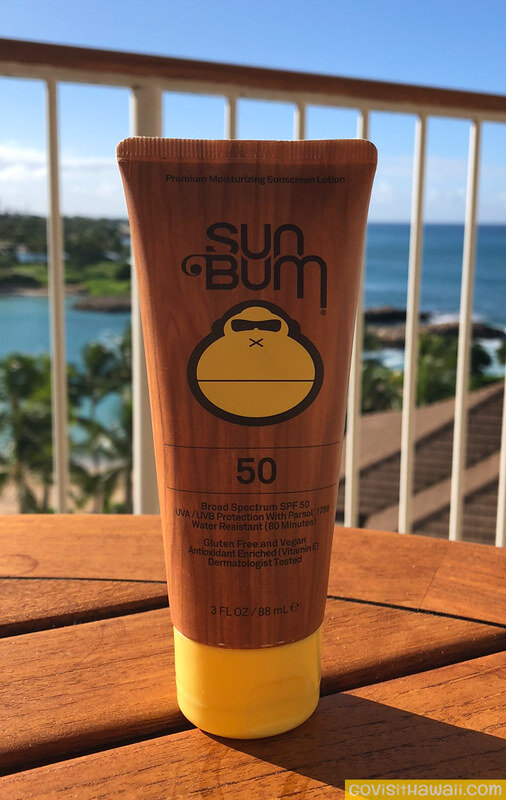 Premium Moisturizing Sunscreen Lotion
SUN
BUM®
50
Broad Spectrum SPF 50
UVA / UVB Protection With Parsol 1789
Water Resistant (80 Minutes)
Gluten Free and Vegan
Antioxidant Enriched (Vitamin E)
Dermatologist Tested
3 FL OZ / 88 mL e
GOVISITHAWAII.COM